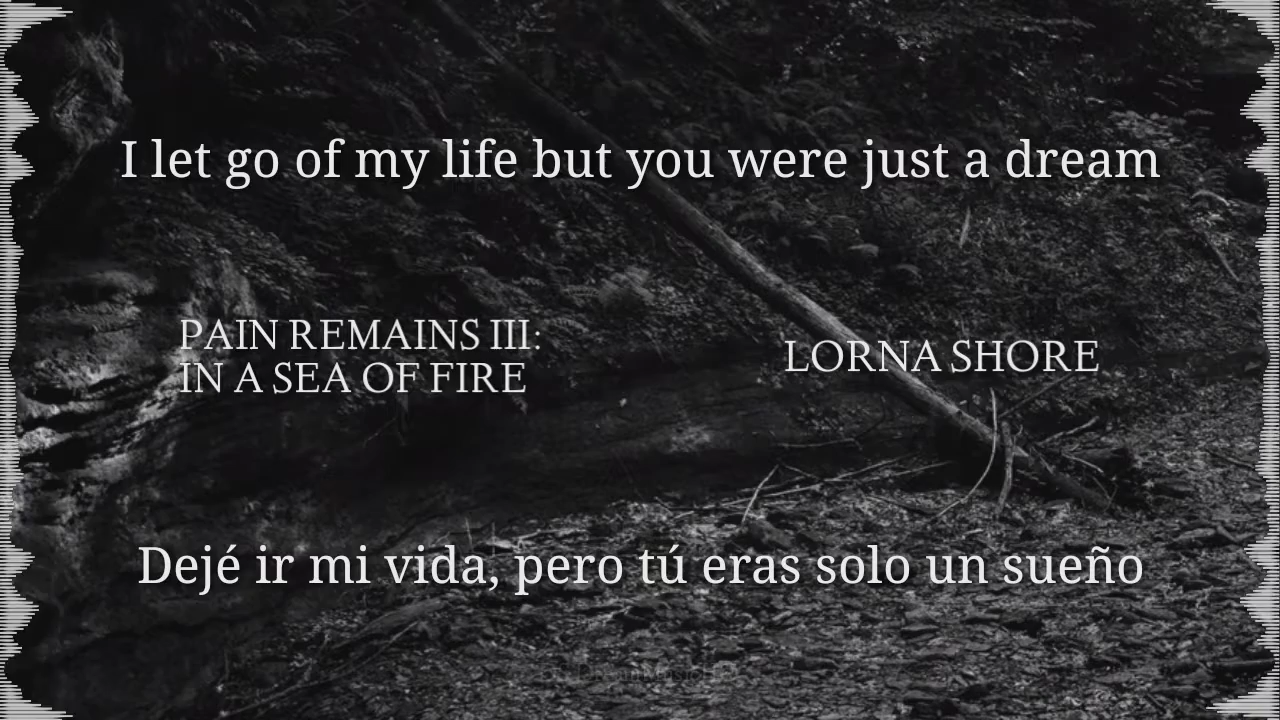 I let go of my life but you were just a dream
PAIN REMAINS III:
IN A SEA OF FIRE
LORNA SHORE
Dejé ir mi vida, pero tú eras solo un sueño